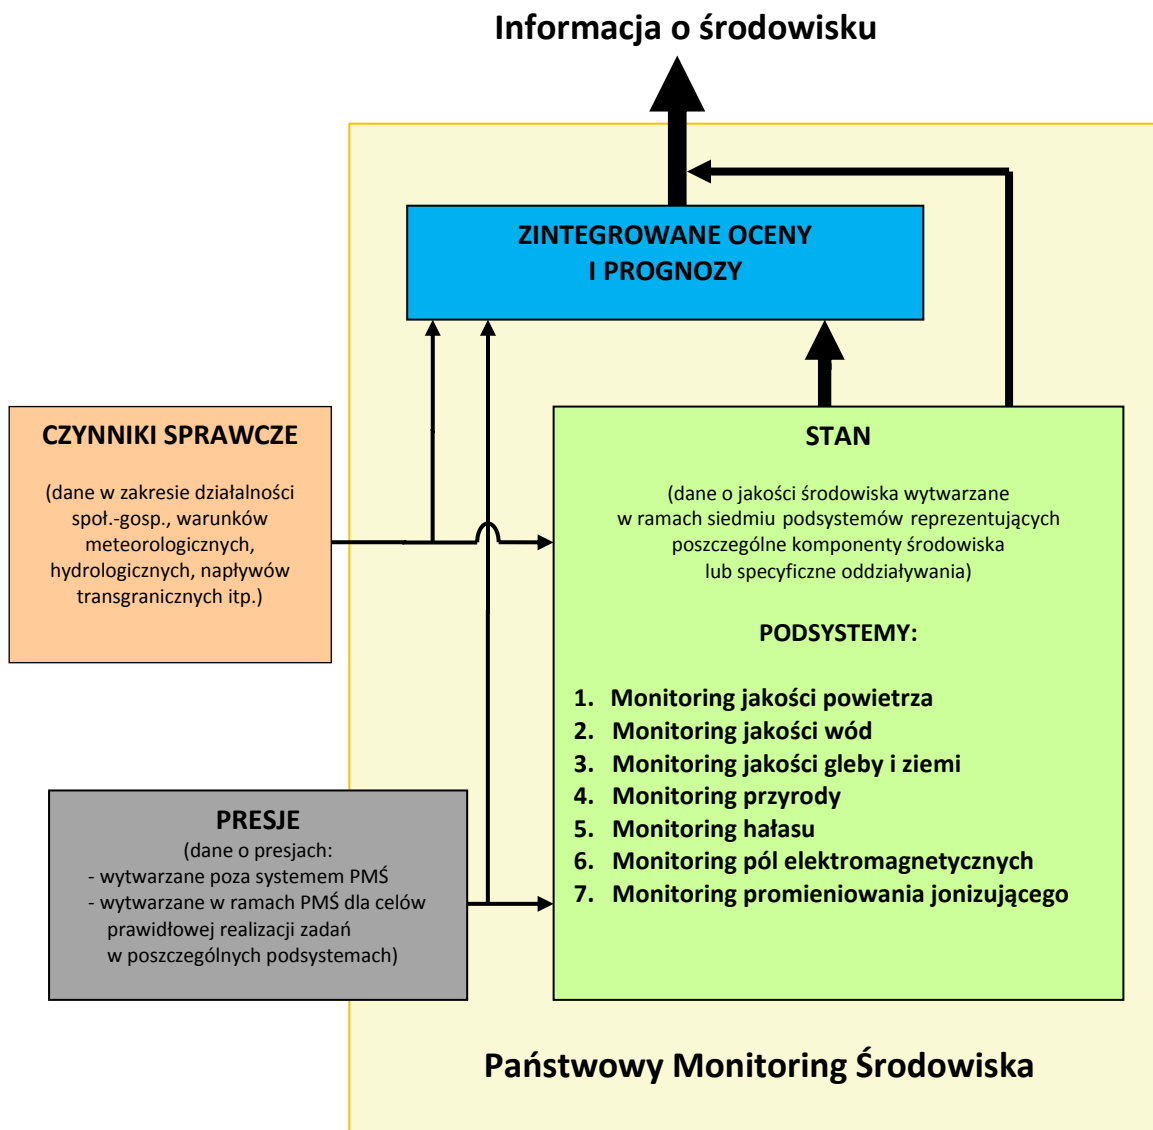 Informacja o środowisku
ZINTEGROWANE OCENY
I PROGNOZY
CZYNNIKI SPRAWCZE
(dane w zakresie działalności
społ.-gosp., warunków
meteorologicznych,
hydrologicznych, napływów
transgranicznych itp.)
STAN
(dane o jakości środowiska wytwarzane
w ramach siedmiu podsystemów reprezentujących
poszczególne komponenty środowiska
lub specyficzne oddziaływania)
PODSYSTEMY:
1. Monitoring jakości powietrza
2. Monitoring jakości wód
3. Monitoring jakości gleby i ziemi
4. Monitoring przyrody
5. Monitoring hałasu
6. Monitoring pól elektromagnetycznych
7. Monitoring promieniowania jonizującego
PRESJE
(dane o presjach:
- wytwarzane poza systemem PMŚ
- wytwarzane w ramach PMŚ dla celów
prawidłowej realizacji zadań
w poszczególnych podsystemach)
Państwowy Monitoring Środowiska